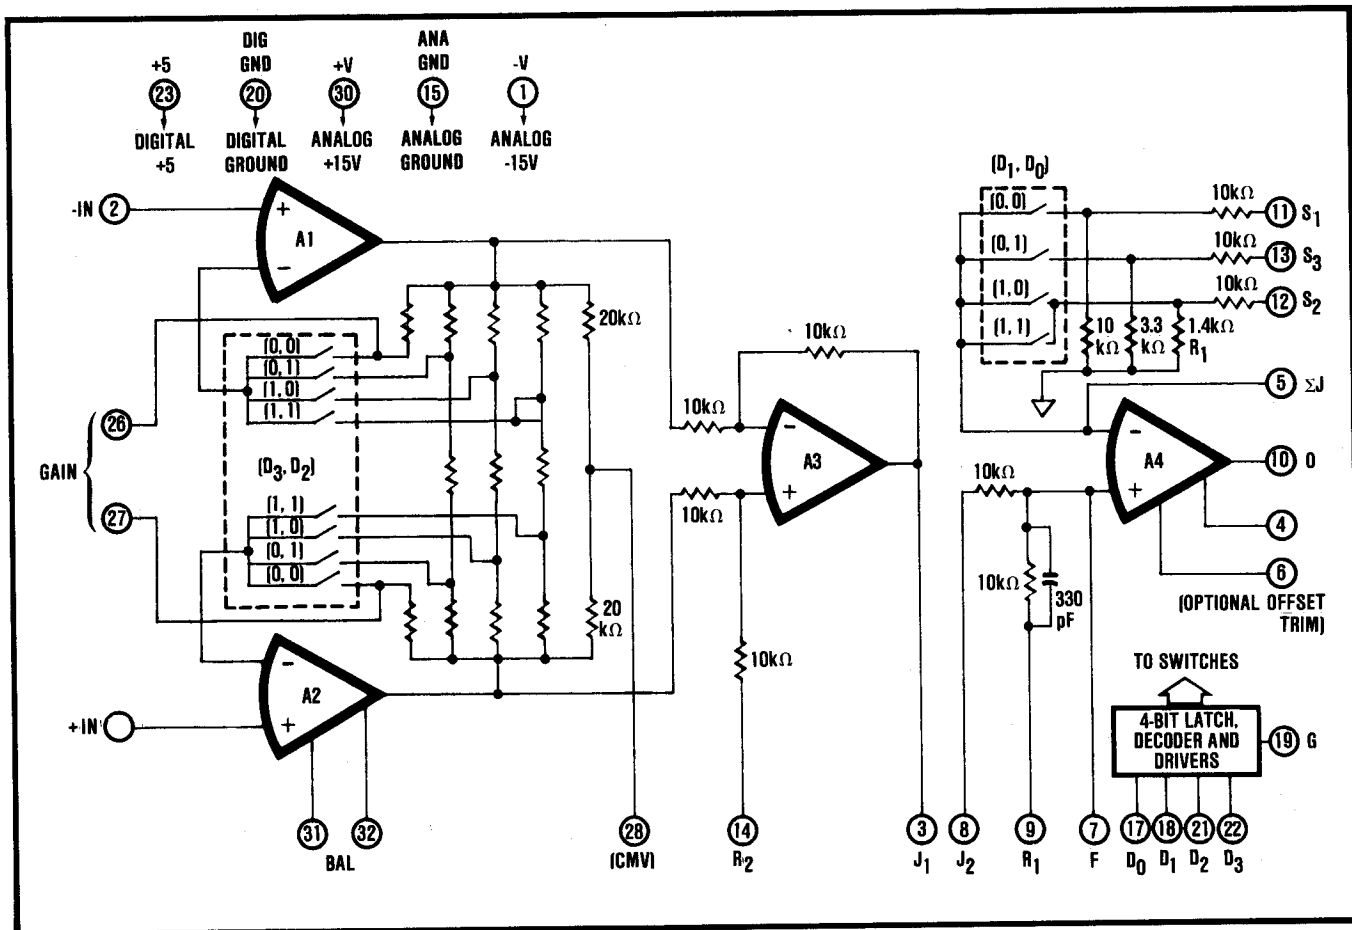 +5
23
DIGITAL
+5
DIG
GND
20
DIGITAL
GROUND
+V
30
ANALOG
+15V
ANA
GND
15
ANALOG
GROUND
-V
1
ANALOG
-15V
-IN 2
+
A1
−
(0, 0)
(0, 1)
(1, 0)
(1, 1)
20kΩ
26
GAIN
27
(D3, D2)
(1, 1)
(1, 0)
(0, 1)
(0, 0)
20
kΩ
−
A2
+
+IN
31
32
BAL
28
(CMV)
10kΩ
10kΩ
−
A3
+
10kΩ
10kΩ
14
R2
3
J1
(D1, D0)
(0, 0)
(0, 1)
(1, 0)
(1, 1)
10kΩ
11 S1
10kΩ
13 S3
10kΩ
12 S2
10
kΩ
3.3
kΩ
1.4kΩ
R1
5 ΣJ
−
A4
+
10 0
4
6
(OPTIONAL OFFSET
TRIM)
10kΩ
10kΩ
330
pF
8
J2
9
R1
7
F
TO SWITCHES
4-BIT LATCH,
DECODER AND
DRIVERS
19 G
17
D0
18
D1
21
D2
22
D3